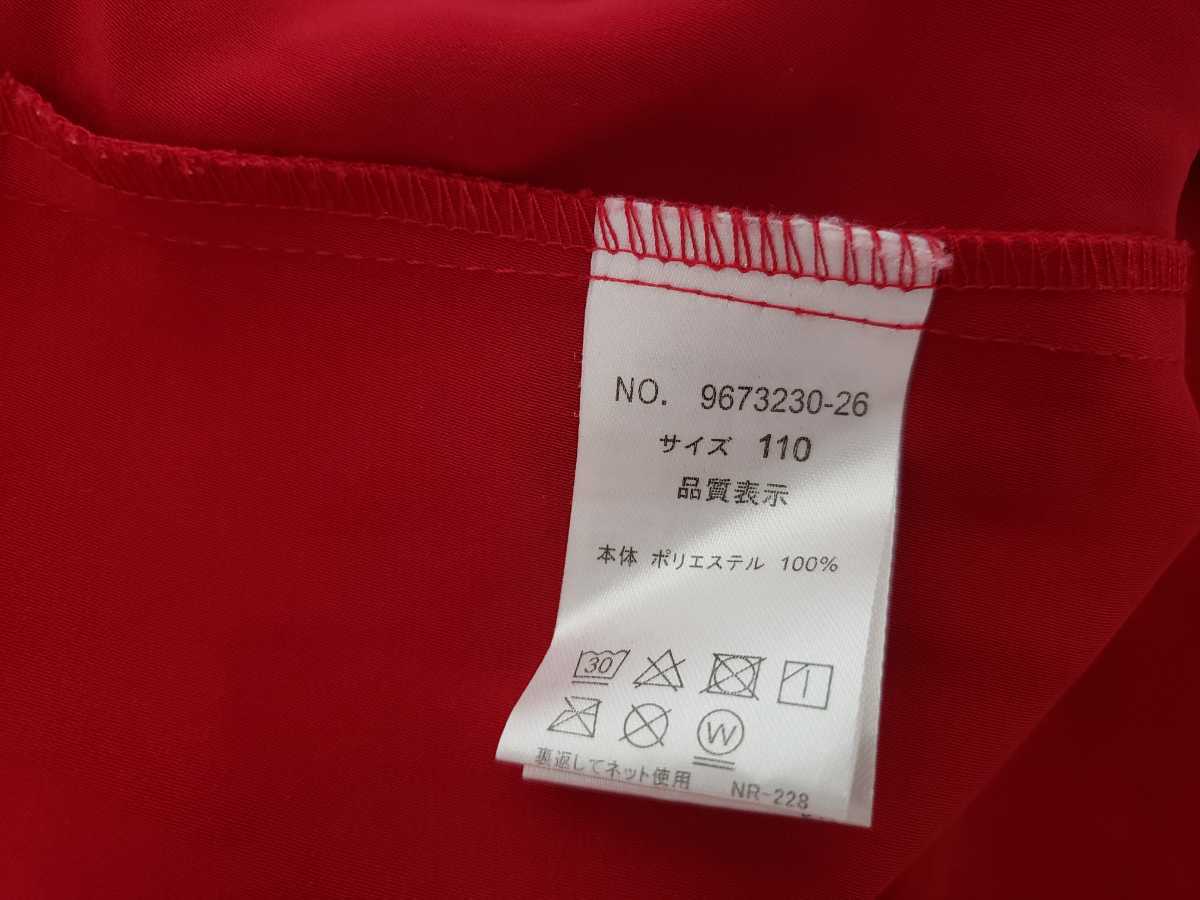 NO. 9673230-26
サイズ 110
品質表示
本体 ポリエステル 100%
30
W
裏返してネット使用
NR-228